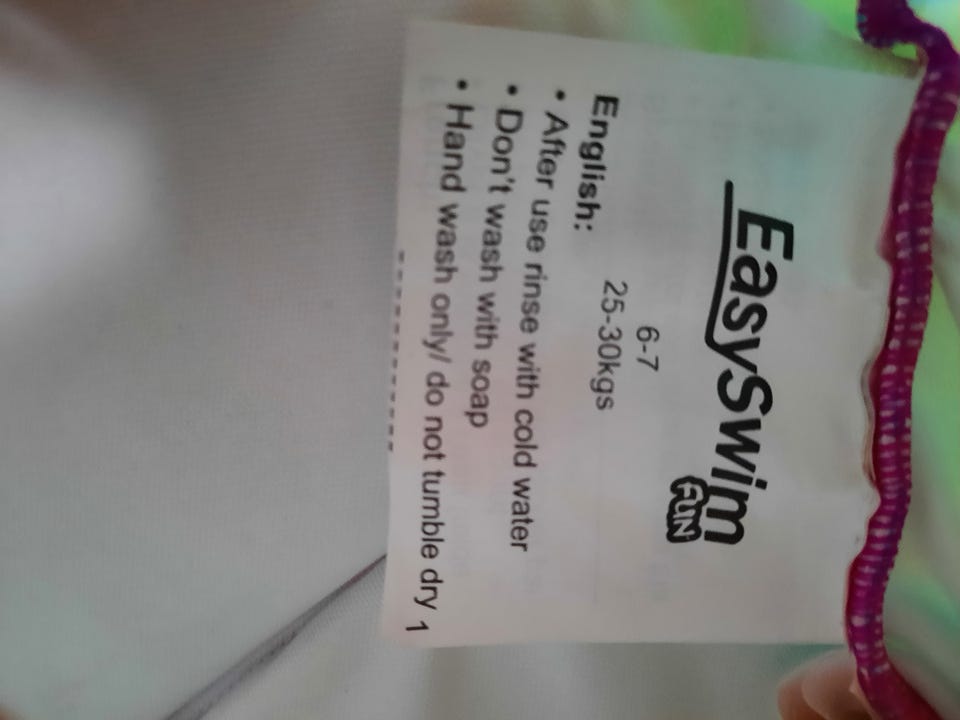 EasySwim
FUN
6-7
25-30kgs
English:
• After use rinse with cold water
• Don't wash with soap
• Hand wash only/ do not tumble dry 1